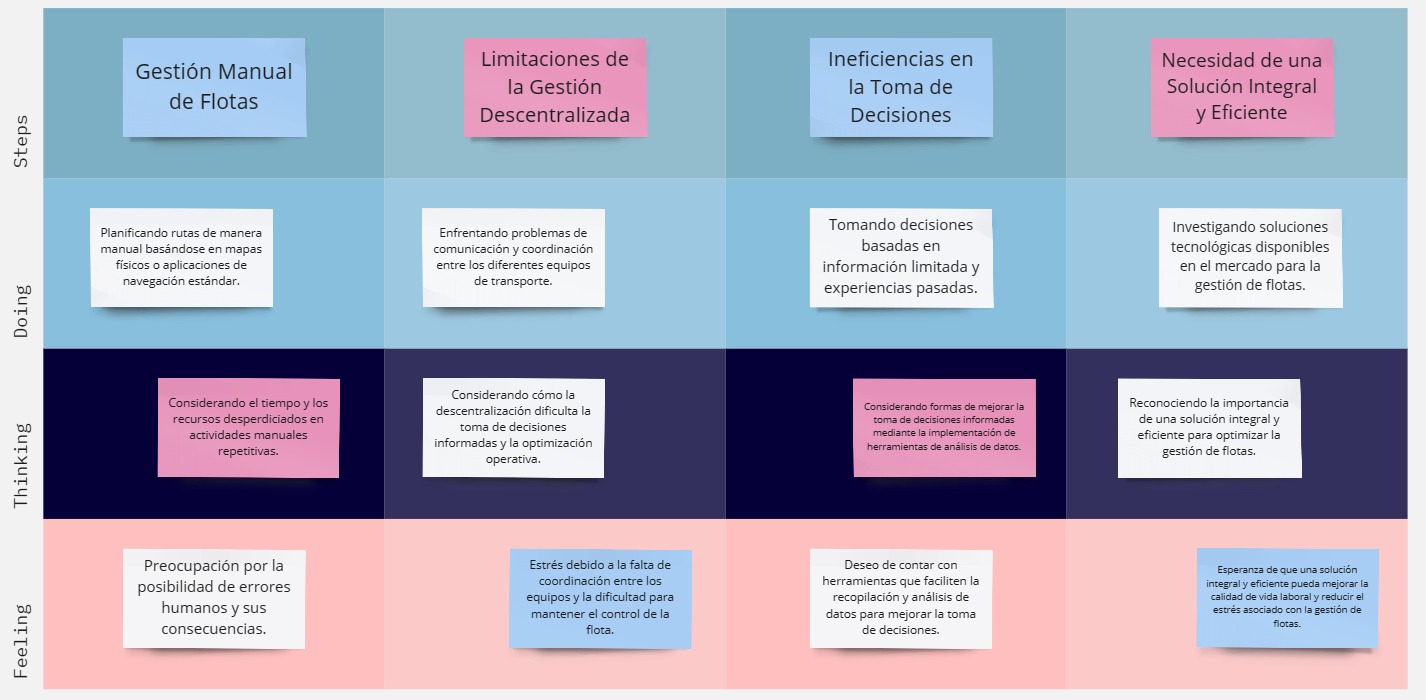 Steps
Gestión Manual
de Flotas
Limitaciones de
la Gestión
Descentralizada
Ineficiencias en
la Toma de
Decisiones
Necesidad de una
Solución Integral
y Eficiente
Doing
Planificando rutas de manera
manual basándose en mapas
físicos o aplicaciones de
navegación estándar.
Enfrentando problemas de
comunicación y coordinación
entre los diferentes equipos
de transporte.
Tomando decisiones
basadas en
información limitada y
experiencias pasadas.
Investigando soluciones
tecnológicas disponibles
en el mercado para la
gestión de flotas.
Thinking
Considerando el tiempo y los
recursos desperdiciados en
actividades manuales
repetitivas.
Considerando cómo la
descentralización dificulta la
toma de decisiones
informadas y la optimización
operativa.
Considerando formas de mejorar la
toma de decisiones informadas
mediante la implementación de
herramientas de análisis de datos.
Reconociendo la importancia
de una solución integral y
eficiente para optimizar la
gestión de flotas.
Feeling
Preocupación por la
posibilidad de errores
humanos y sus
consecuencias.
Estrés debido a la falta de
coordinación entre los
equipos y la dificultad para
mantener el control de la
flota.
Deseo de contar con
herramientas que faciliten la
recopilación y análisis de
datos para mejorar la toma
de decisiones.
Esperanza de que una solución
integral y eficiente pueda mejorar la
calidad de vida laboral y reducir el
estrés asociado con la gestión de
flotas.